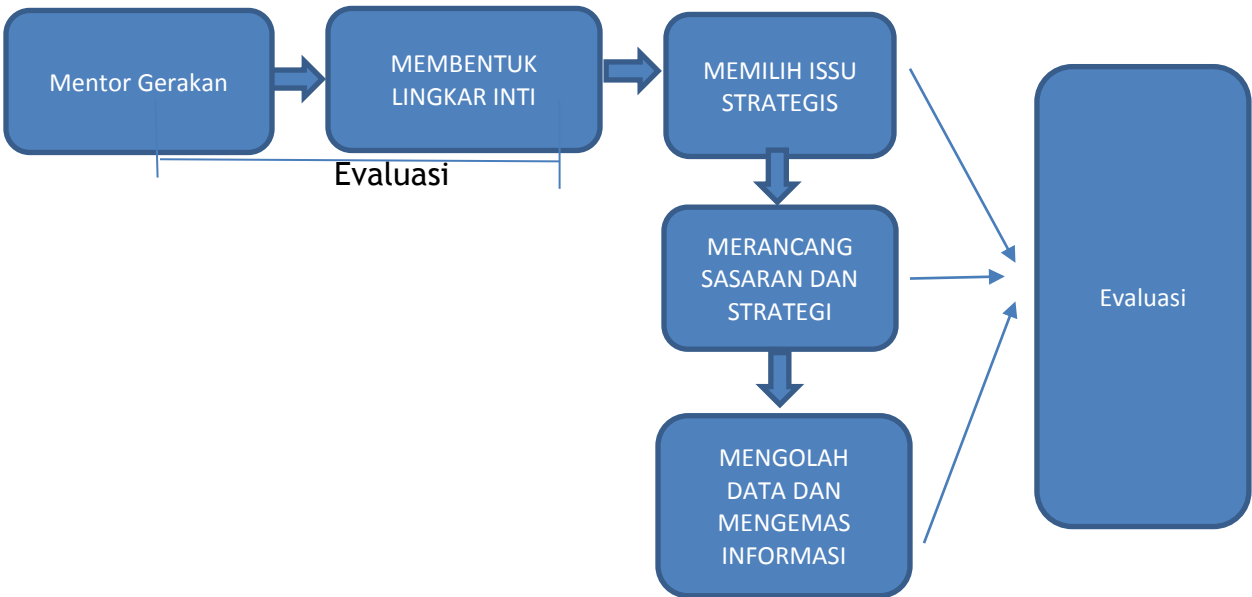 Mentor Gerakan
MEMBENTUK
LINGKAR INTI
Evaluasi
MEMILIH ISSU
STRATEGIS
MERANCANG
SASARAN DAN
STRATEGI
MENGOLAH
DATA DAN
MENGEMAS
INFORMASI
Evaluasi